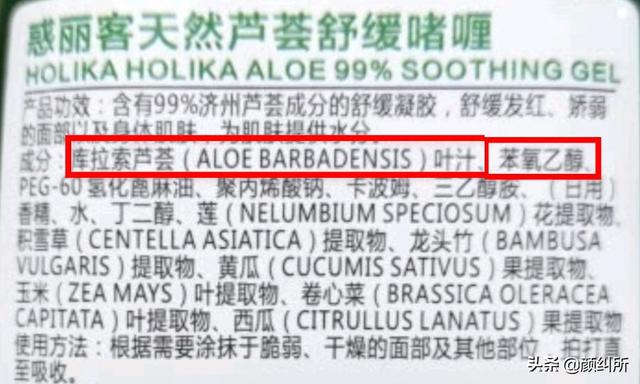 惑丽客天然芦荟舒缓啫喱
HOLIKA HOLIKA ALOE 99% SOOTHING GEL
产品功效：含有99%济州芦荟成分的舒缓凝胶，舒缓发红、娇弱
的面部以及身体肌肤，为肌肤提供水分。
成分：库拉索芦荟（ALOE BARBADENSIS）叶汁、苯氧乙醇、
PEG-60 氢化蓖麻油、聚丙烯酸钠、卡波姆、三乙醇胺、（日用）
香精、水、丁二醇、莲（NELUMBIUM SPECIOSUM）花提取物、
积雪草（CENTELLA ASIATICA）提取物、龙头竹（BAMBUSA
VULGARIS）提取物、黄瓜（CUCUMIS SATIVUS）果提取物、
玉米（ZEA MAYS）叶提取物、卷心菜（BRASSICA OLERACEA
CAPITATA）叶提取物、西瓜（CITRULLUS LANATUS）果提取物
使用方法：根据需要涂抹于脆弱、干燥的面部及其他部位，拍打直
至吸收。
头条@颜纠所